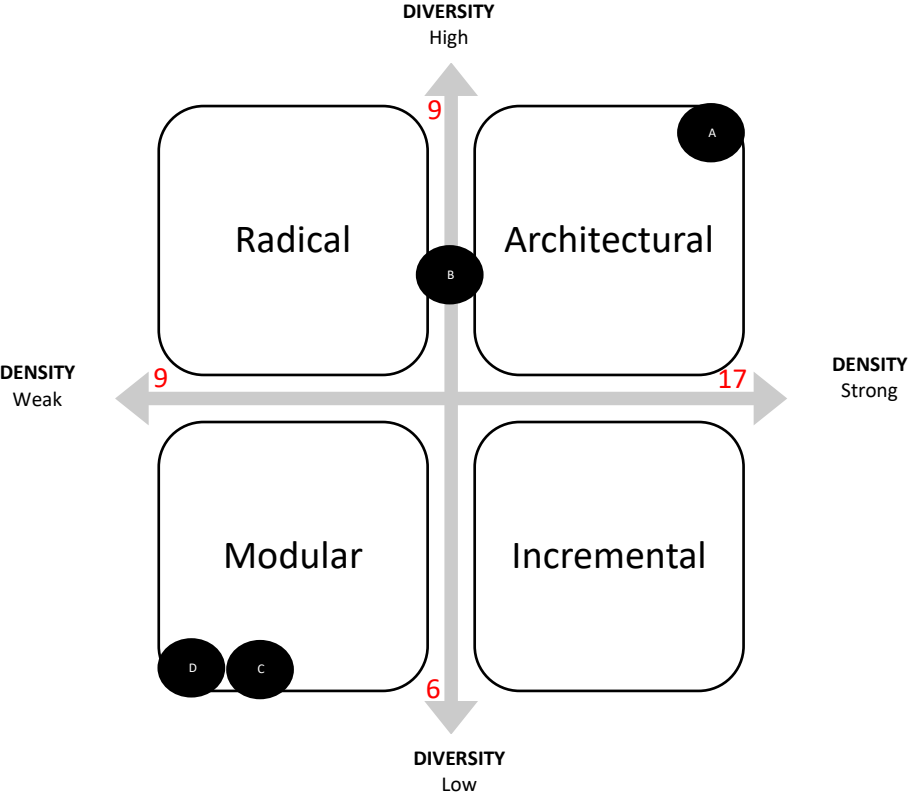 DIVERSITY
High
9
A
Radical
Architectural
B
DENSITY
Weak
9
17
DENSITY
Strong
Modular
Incremental
D
C
6
DIVERSITY
Low